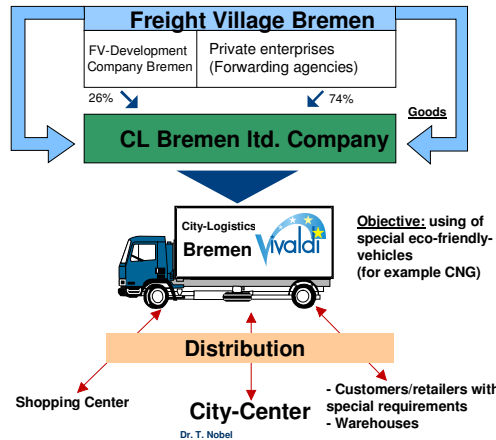 Freight Village Bremen
FV-Development
Company Bremen
Private enterprises
(Forwarding agencies)
26%
74%
Goods
CL Bremen ltd. Company
City-Logistics
Bremen
Vivaldi
Objective: using of
special eco-friendly-
vehicles
(for example CNG)
Distribution
Shopping Center
City-Center
- Customers/retailers with
special requirements
- Warehouses
Dr. T. Nobel